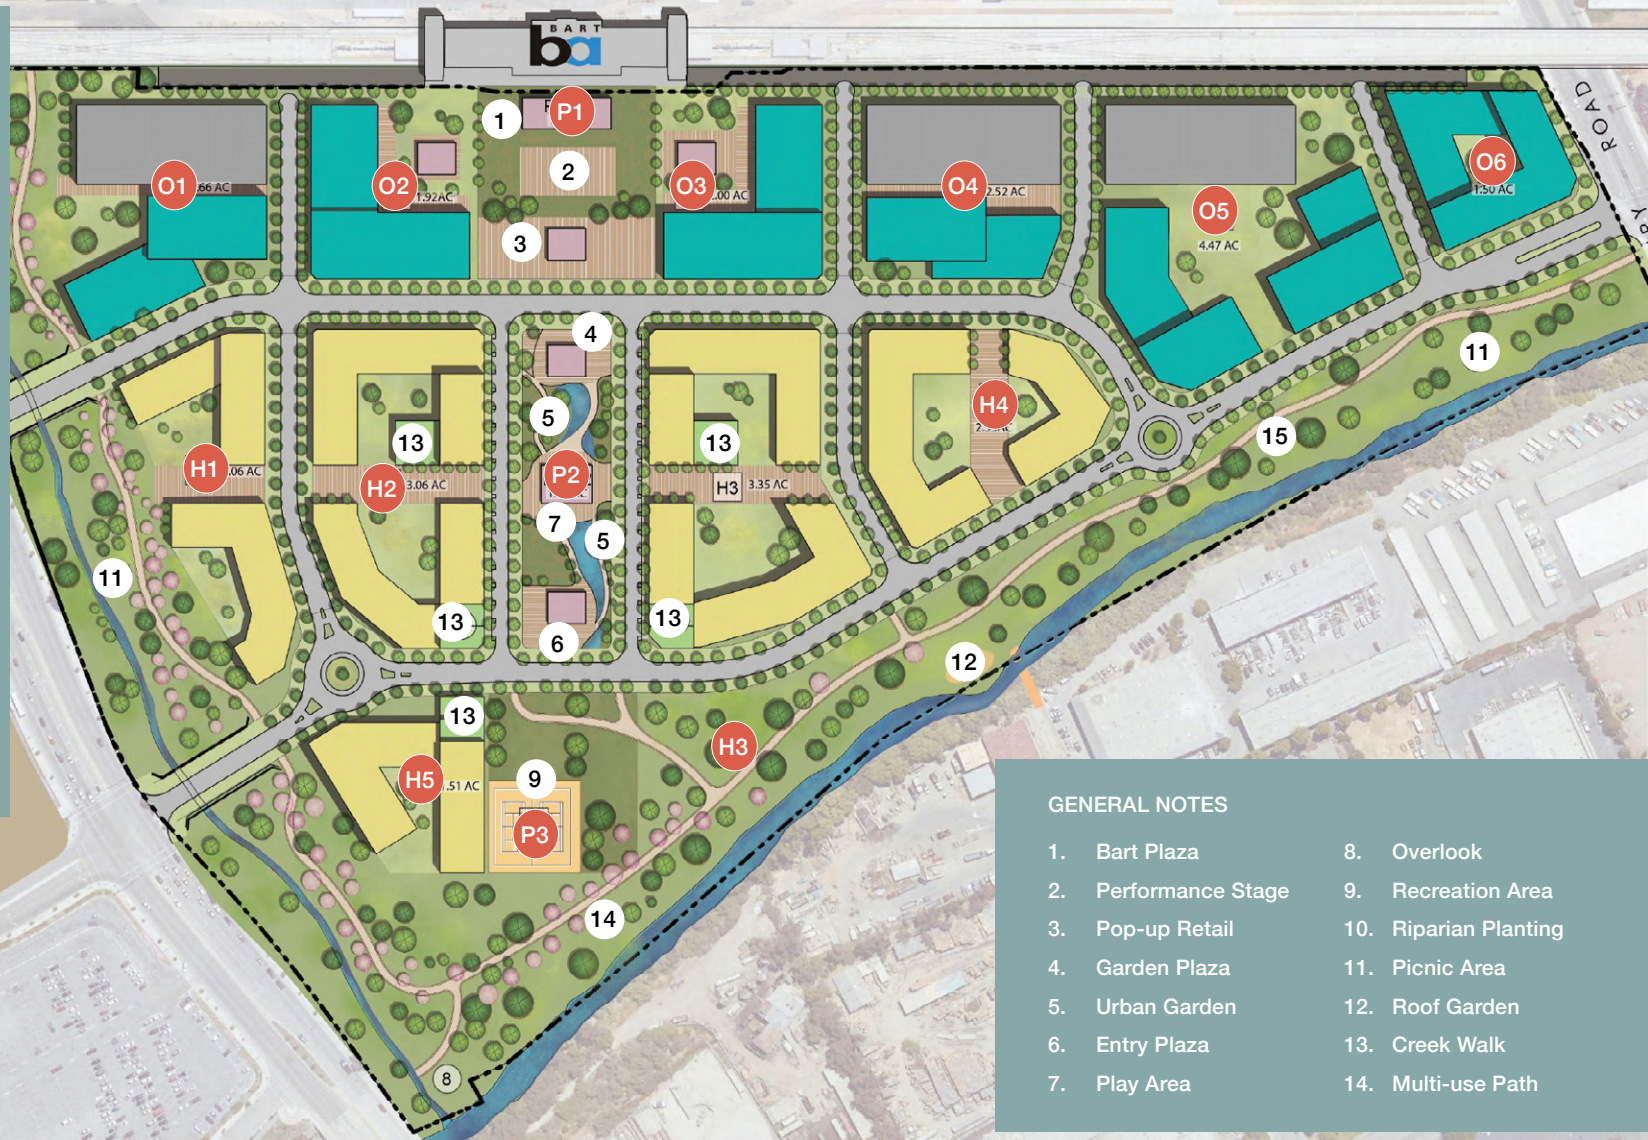 BART
ba
ROAD
RY
1
P1
2
3
O1
.66 AC
O2
1.92AC
O3
.00 AC
O4
2.52 AC
O5
4.47 AC
O6
1.50 AC
4
5
13
13
H1
.06 AC
H2
3.06 AC
P2
H3
3.35 AC
H4
11
15
7
5
11
13
13
6
12
13
H3
H5
.51 AC
9
P3
14
8
GENERAL NOTES
1. Bart Plaza
2. Performance Stage
3. Pop-up Retail
4. Garden Plaza
5. Urban Garden
6. Entry Plaza
7. Play Area
8. Overlook
9. Recreation Area
10. Riparian Planting
11. Picnic Area
12. Roof Garden
13. Creek Walk
14. Multi-use Path